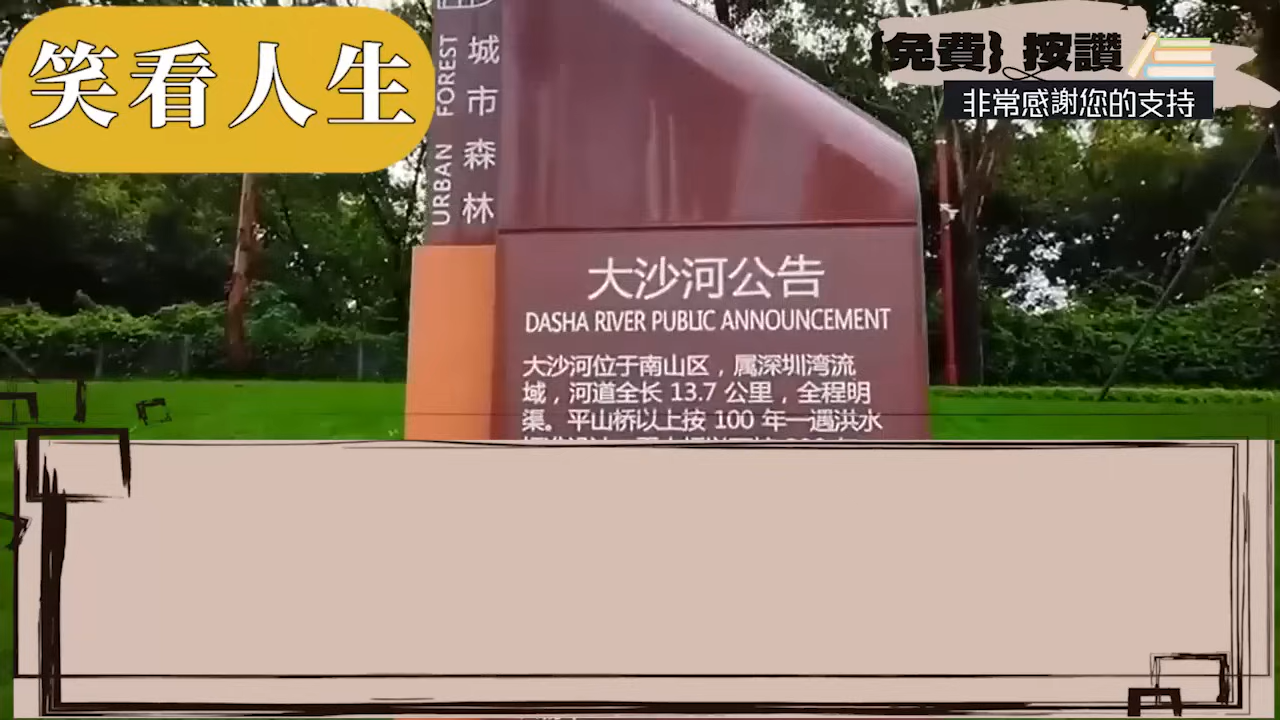 笑看人生
URBAN FOREST
城市森林
{免費} 按讚
非常感謝您的支持
大沙河公告
DASHA RIVER PUBLIC ANNOUNCEMENT
大沙河位于南山区，属深圳湾流
域，河道全长 13.7 公里，全程明
渠。平山桥以上按 100 年一遇洪水